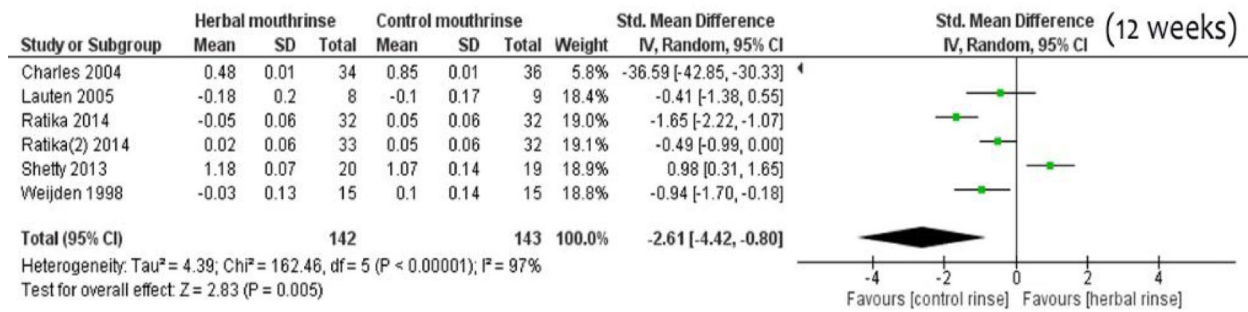 Herbal mouthrinse Control mouthrinse Std. Mean Difference Std. Mean Difference (12 weeks)
Study or Subgroup Mean SD Total Mean SD Total Weight IV, Random, 95% CI IV, Random, 95% CI
Charles 2004 0.48 0.01 34 0.85 0.01 36 5.8% -36.59 [-42.85, -30.33]
Lauten 2005 -0.18 0.2 8 -0.1 0.17 9 18.4% -0.41 [-1.38, 0.55]
Ratika 2014 -0.05 0.06 32 0.05 0.06 32 19.0% -1.65 [-2.22, -1.07]
Ratika(2) 2014 0.02 0.06 33 0.05 0.06 32 19.1% -0.49 [-0.99, 0.00]
Shetty 2013 1.18 0.07 20 1.07 0.14 19 18.9% 0.98 [0.31, 1.65]
Weijden 1998 -0.03 0.13 15 0.1 0.14 15 18.8% -0.94 [-1.70, -0.18]
Total (95% CI) 142 143 100.0% -2.61 [-4.42, -0.80]
Heterogeneity: Tau² = 4.39; Chi² = 162.46, df = 5 (P < 0.00001); I² = 97%
Test for overall effect: Z = 2.83 (P = 0.005)
-4 -2 0 2 4
Favours [control rinse] Favours [herbal rinse]